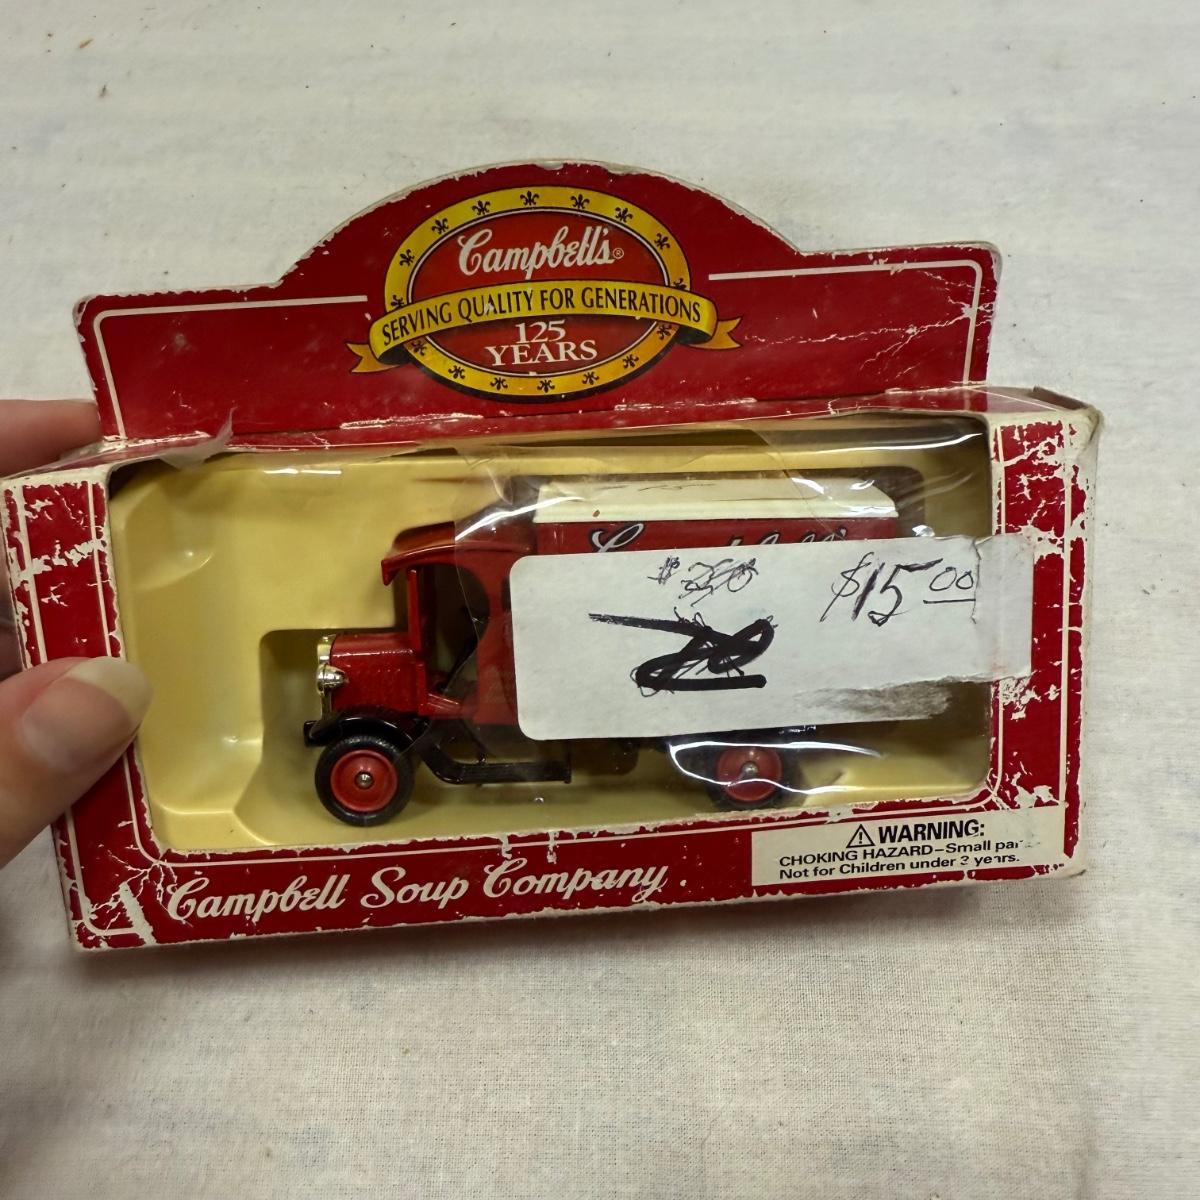 Campbell's®
SERVING QUALITY FOR GENERATIONS
125
YEARS
$15.00
Campbell Soup Company.
⚠ WARNING:
CHOKING HAZARD-Small
Not for Children under 3 years.